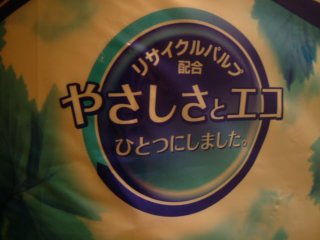 リサイクルパルプ
配合
やさしさとエコ
ひとつにしました。